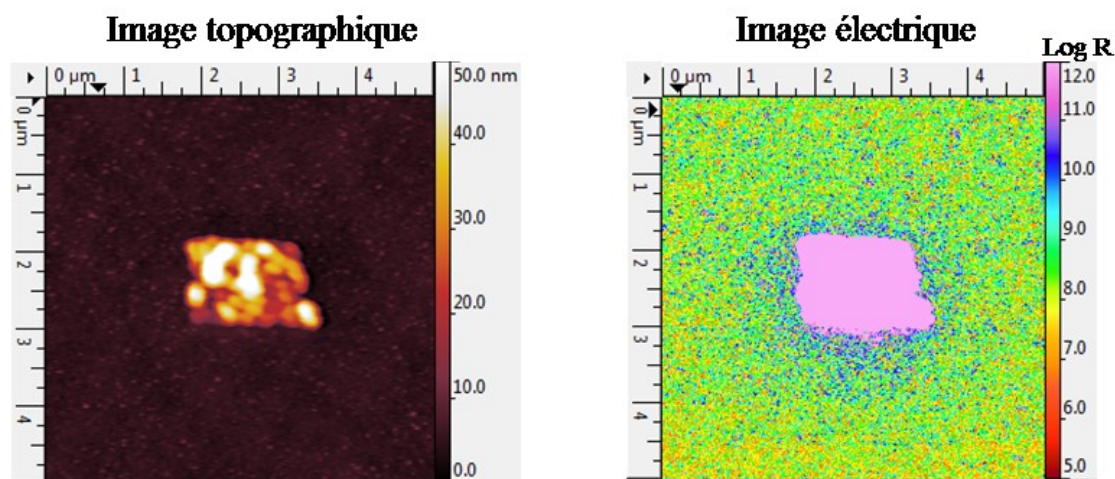 Image topographique
0 µm 1 2 3 4
0 µm
1
2
3
4
50.0 nm
40.0
30.0
20.0
10.0
0.0
Image électrique
Log R
0 µm 1 2 3 4
0 µm
1
2
3
4
12.0
11.0
10.0
9.0
8.0
7.0
6.0
5.0